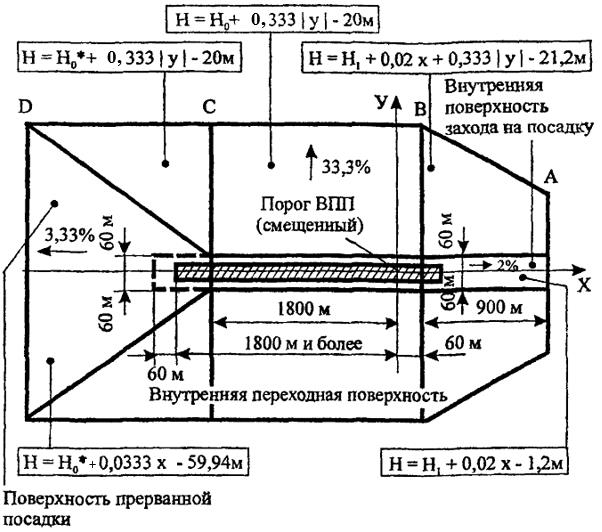 H = H₀+ 0,333 | y | - 20м
H = H₀*+ 0,333 | y | - 20м
H = H₁ + 0,02 x + 0,333 | y | - 21,2м
Внутренняя
поверхность
захода на посадку
D
C
У
B
A
33,3%
Порог ВПП
(смещенный)
60 м
3,33%
60 м
2%
X
60 м
60 м
1800 м
900 м
1800 м и более
60 м
60 м
Внутренняя переходная поверхность
H = H₀*+0,0333 x - 59,94м
H = H₁ + 0,02 x - 1,2м
Поверхность прерванной
посадки